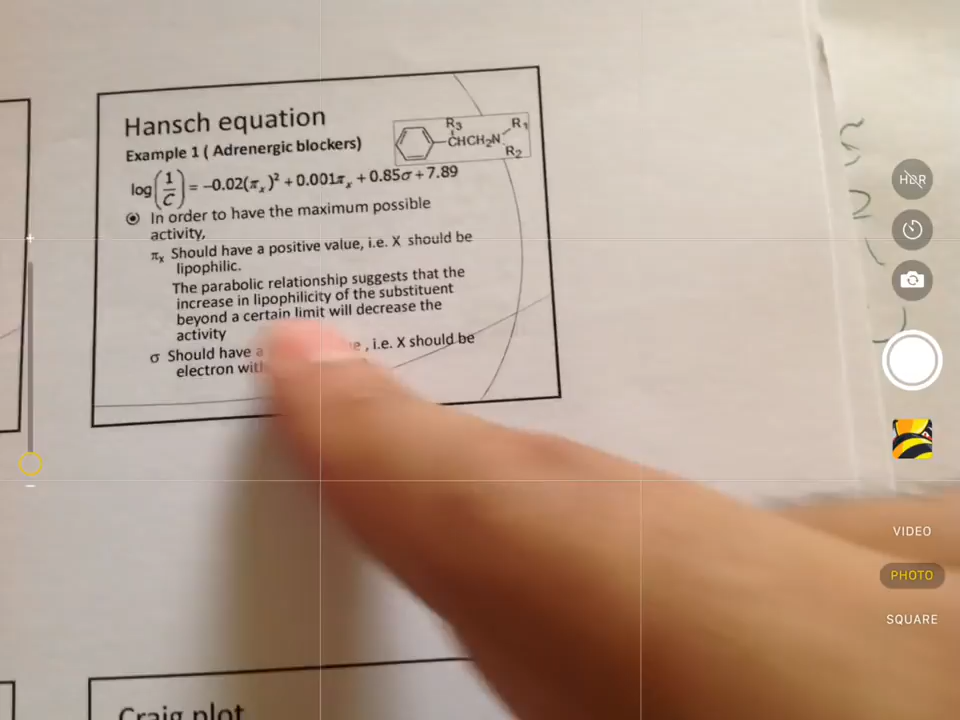 Hansch equation
Example 1 ( Adrenergic blockers)
R₃
R₁
CHCH₂N
R₂
log(1/C) = −0.02(πₓ)² + 0.001πₓ + 0.85σ + 7.89
In order to have the maximum possible
activity,
πₓ Should have a positive value, i.e. X should be
lipophilic.
The parabolic relationship suggests that the
increase in lipophilicity of the substituent
beyond a certain limit will decrease the
activity
σ Should have a , i.e. X should be
electron
Craig plot
HDR
VIDEO
PHOTO
SQUARE